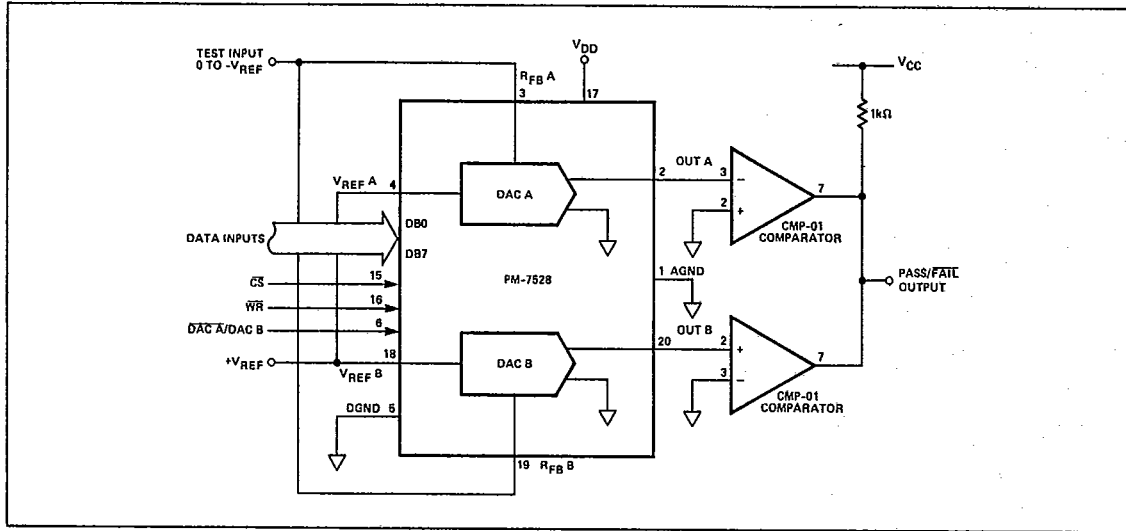 TEST INPUT
0 TO -VREF
RFB A
3
VDD
17
VCC
1kΩ
VREF A
4
DAC A
2
OUT A
3
−
2
+
7
CMP-01
COMPARATOR
DATA INPUTS
DB0
DB7
PM-7528
1 AGND
PASS/FAIL
OUTPUT
CS
15
WR
16
DAC A/DAC B
6
+VREF
18
VREF B
DAC B
OUT B
20
2
+
3
−
7
CMP-01
COMPARATOR
DGND
5
19
RFB B